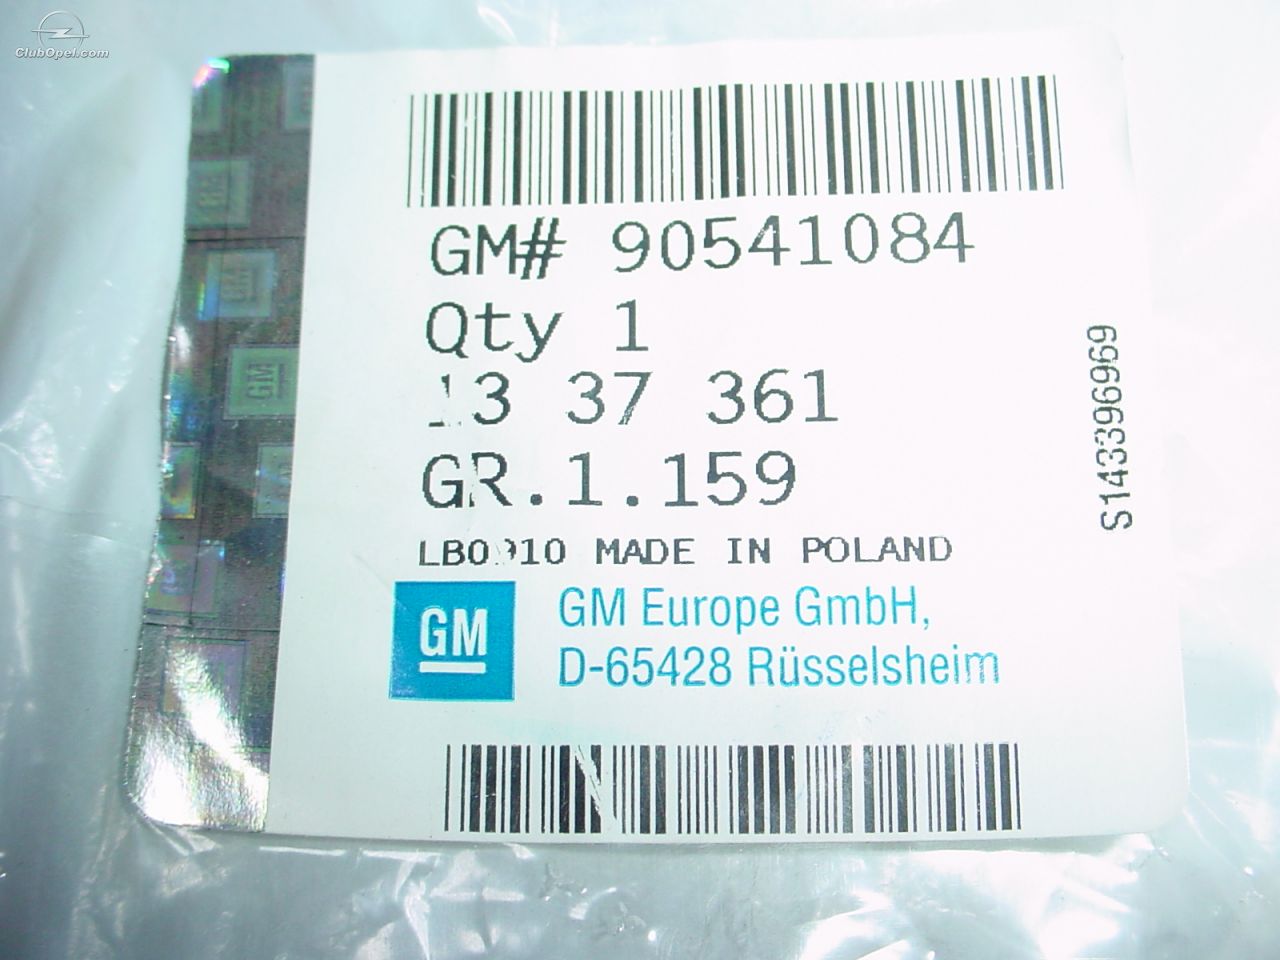 ClubOpel.com
GM# 90541084
Qty 1
13 37 361
GR.1.159
MADE IN POLAND
GM
GM Europe GmbH,
D-65428 Rüsselsheim
S143396969
GM